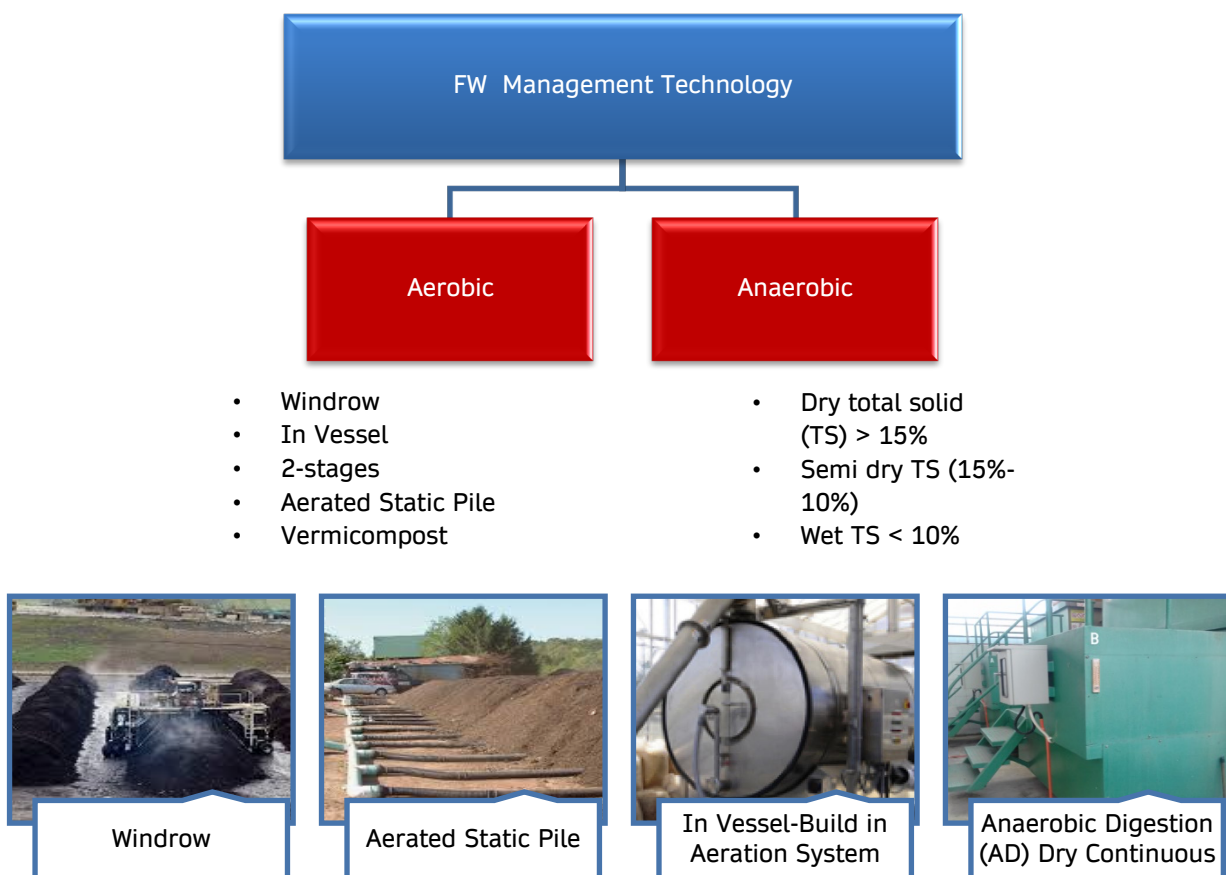 FW Management Technology
Aerobic
Anaerobic
• Windrow
• In Vessel
• 2-stages
• Aerated Static Pile
• Vermicompost
• Dry total solid
(TS) > 15%
• Semi dry TS (15%-
10%)
• Wet TS < 10%
B
Windrow
Aerated Static Pile
In Vessel-Build in
Aeration System
Anaerobic Digestion
(AD) Dry Continuous